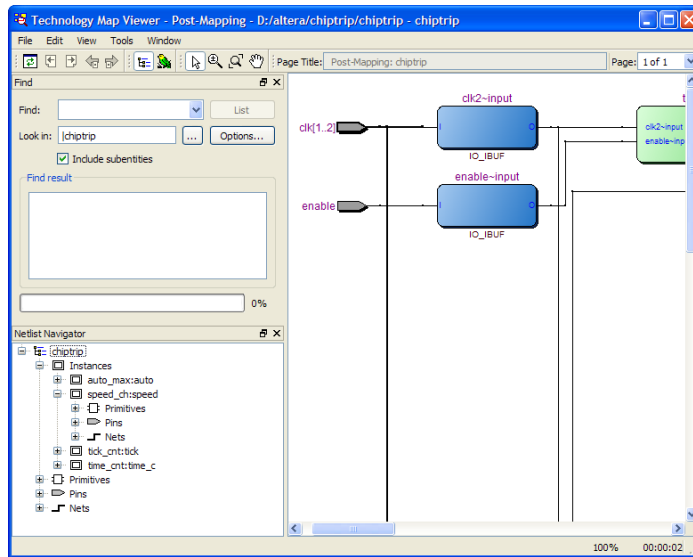 Technology Map Viewer - Post-Mapping - D:/altera/chiptrip/chiptrip - chiptrip
File Edit View Tools Window
Page Title: Post-Mapping: chiptrip Page: 1 of 1
Find
Find: List
Look in: |chiptrip ... Options...
Include subentities
Find result
0%
Netlist Navigator
chiptrip
Instances
auto_max:auto
speed_ch:speed
Primitives
Pins
Nets
tick_cnt:tick
time_cnt:time_c
Primitives
Pins
Nets
clk2~input
clk[1..2]
I O
IO_IBUF
enable~input
enable
I O
IO_IBUF
t
clk2~input
enable~inp
100% 00:00:02